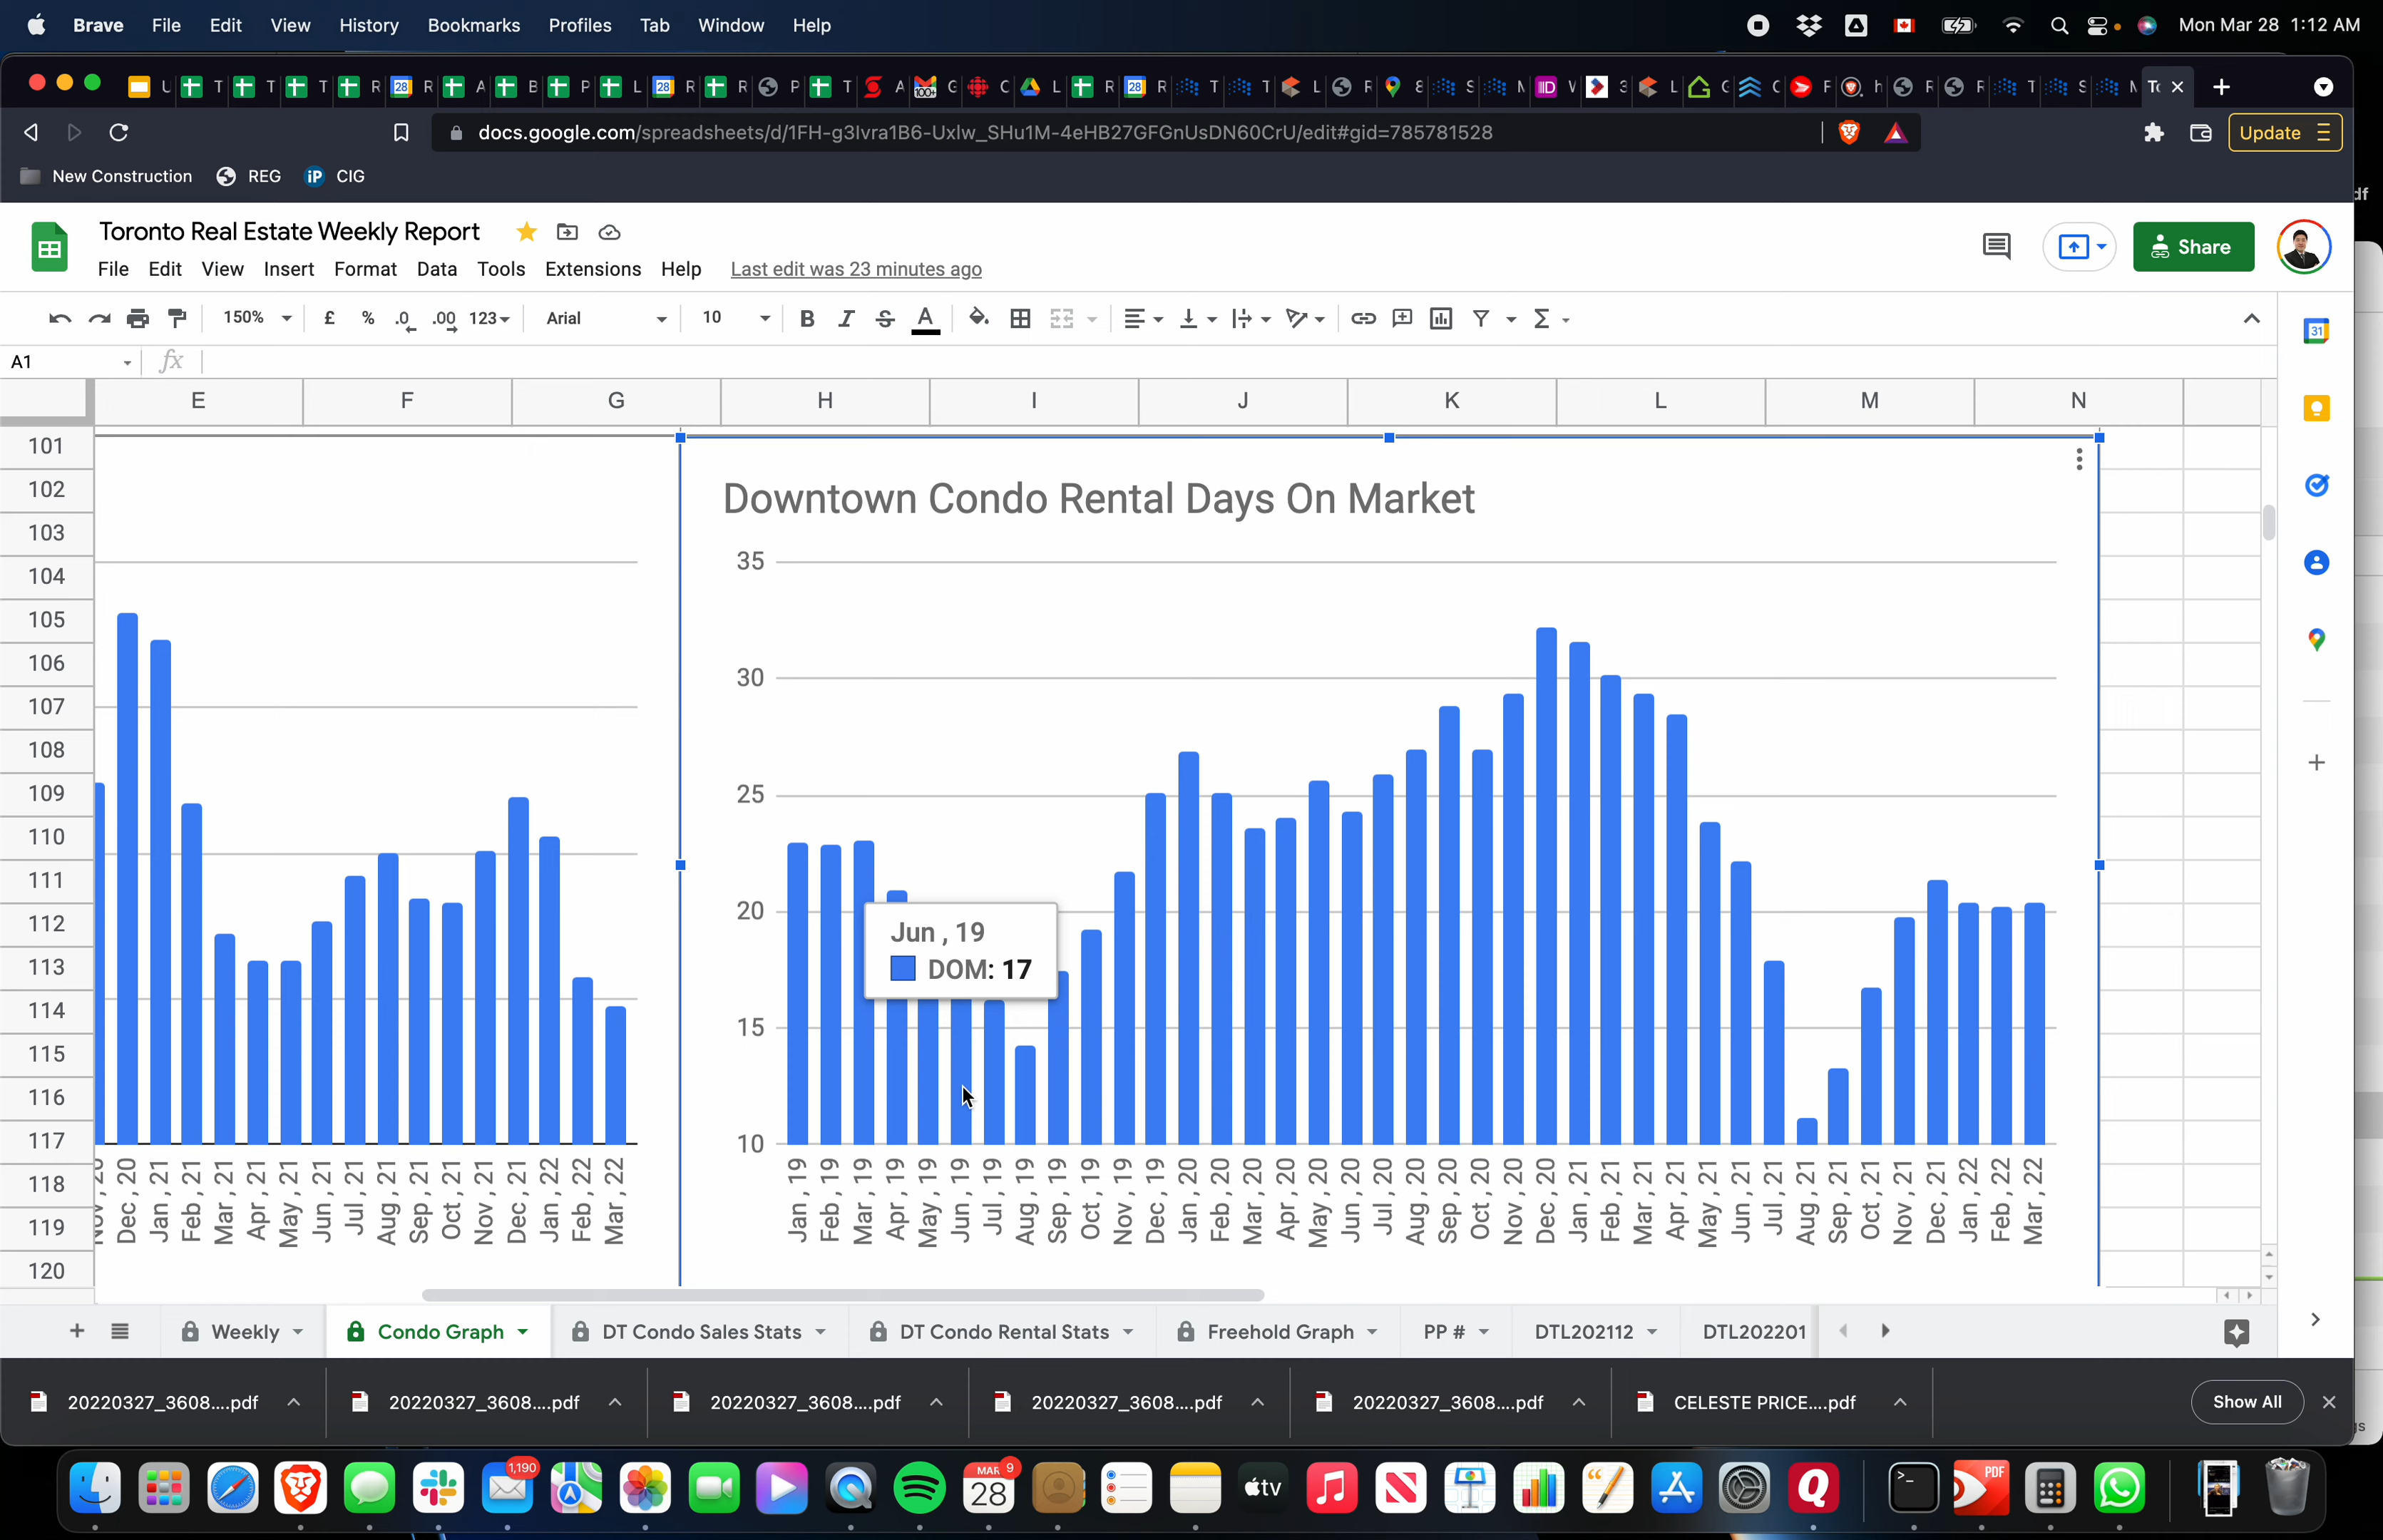 Brave File Edit View History Bookmarks Profiles Tab Window Help Mon Mar 28 1:12 AM
docs.google.com/spreadsheets/d/1FH-g3Ivra1B6-Uxlw_SHu1M-4eHB27GFGnUsDN60CrU/edit#gid=785781528 Update
New Construction REG iP CIG
Toronto Real Estate Weekly Report
Share
File Edit View Insert Format Data Tools Extensions Help Last edit was 23 minutes ago
150% £ % .0 .00 123 Arial 10 B I S A Σ
A1 fx
E F G H I J K L M N
101
102
103
104
105
106
107
108
109
110
111
112
113
114
115
116
117
118
119
120
Dec , 20
Jan , 21
Feb , 21
Mar , 21
Apr , 21
May , 21
Jun , 21
Jul , 21
Aug , 21
Sep , 21
Oct , 21
Nov , 21
Dec , 21
Jan , 22
Feb , 22
Mar , 22
Downtown Condo Rental Days On Market
35
30
25
20
15
10
Jun , 19
DOM: 17
Jan , 19
Feb , 19
Mar , 19
Apr , 19
May , 19
Jun , 19
Jul , 19
Aug , 19
Sep , 19
Oct , 19
Nov , 19
Dec , 19
Jan , 20
Feb , 20
Mar , 20
Apr , 20
May , 20
Jun , 20
Jul , 20
Aug , 20
Sep , 20
Oct , 20
Nov , 20
Dec , 20
Jan , 21
Feb , 21
Mar , 21
Apr , 21
May , 21
Jun , 21
Jul , 21
Aug , 21
Sep , 21
Oct , 21
Nov , 21
Dec , 21
Jan , 22
Feb , 22
Mar , 22
Weekly Condo Graph DT Condo Sales Stats DT Condo Rental Stats Freehold Graph PP # DTL202112 DTL202201
20220327_3608....pdf 20220327_3608....pdf 20220327_3608....pdf 20220327_3608....pdf 20220327_3608....pdf CELESTE PRICE....pdf Show All
1,190 MAR 28 9 tv PDF